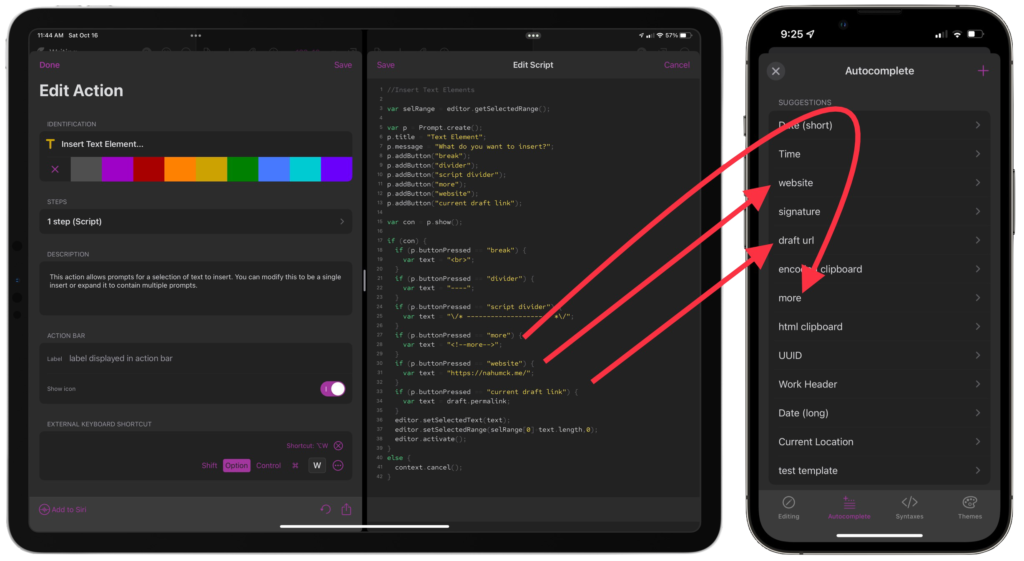 11:44 AM Sat Oct 16
57%
Done
Save
Edit Action
IDENTIFICATION
Insert Text Element...
STEPS
1 step (Script)
DESCRIPTION
This action allows prompts for a selection of text to insert. You can modify this to be a single
insert or expand it to contain multiple prompts.
ACTION BAR
Label label displayed in action bar
Show icon
EXTERNAL KEYBOARD SHORTCUT
Shortcut: ⌥W
Shift Option Control ⌘ W
Add to Siri
Save
Edit Script
Cancel
1 //Insert Text Elements
2
3 var selRange = editor.getSelectedRange();
4
5 var p = Prompt.create();
6 p.title = "Text Element";
7 p.message = "What do you want to insert?";
8 p.addButton("break");
9 p.addButton("divider");
10 p.addButton("script divider");
11 p.addButton("more");
12 p.addButton("website");
13 p.addButton("current draft link");
14
15 var con = p.show();
16
17 if (con) {
18 if (p.buttonPressed == "break") {
19 var text = "<br>";
20 }
21 if (p.buttonPressed == "divider") {
22 var text = "----";
23 }
24 if (p.buttonPressed == "script divider") {
25 var text =
26 }
27 if (p.buttonPressed == "more") {
28 var text = "<!--more-->";
29 }
30 if (p.buttonPressed == "website") {
31 var text = "https://nahumck.me/";
32 }
33 if (p.buttonPressed == "current draft link") {
34 var text = draft.permalink;
35 }
36 editor.setSelectedText(text);
37 editor.setSelectedRange(selRange[0]+text.length,0);
38 editor.activate();
39 }
40 else {
41 context.cancel();
42 }
9:25
Autocomplete
SUGGESTIONS
Date (short)
Time
website
signature
draft url
encoded clipboard
more
html clipboard
UUID
Work Header
Date (long)
Current Location
test template
Editing
Autocomplete
Syntaxes
Themes